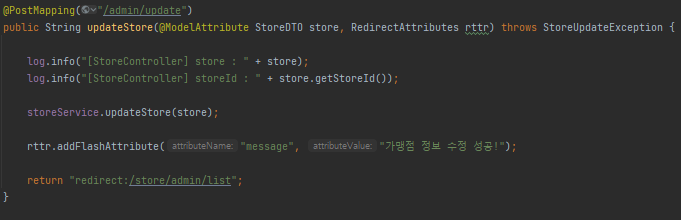 @PostMapping("/admin/update")
public String updateStore(@ModelAttribute StoreDTO store, RedirectAttributes rttr) throws StoreUpdateException {
log.info("[StoreController] store : " + store);
log.info("[StoreController] storeId : " + store.getStoreId());
storeService.updateStore(store);
rttr.addFlashAttribute( attributeName: "message", attributeValue: "가맹점 정보 수정 성공!");
return "redirect:/store/admin/list";
}